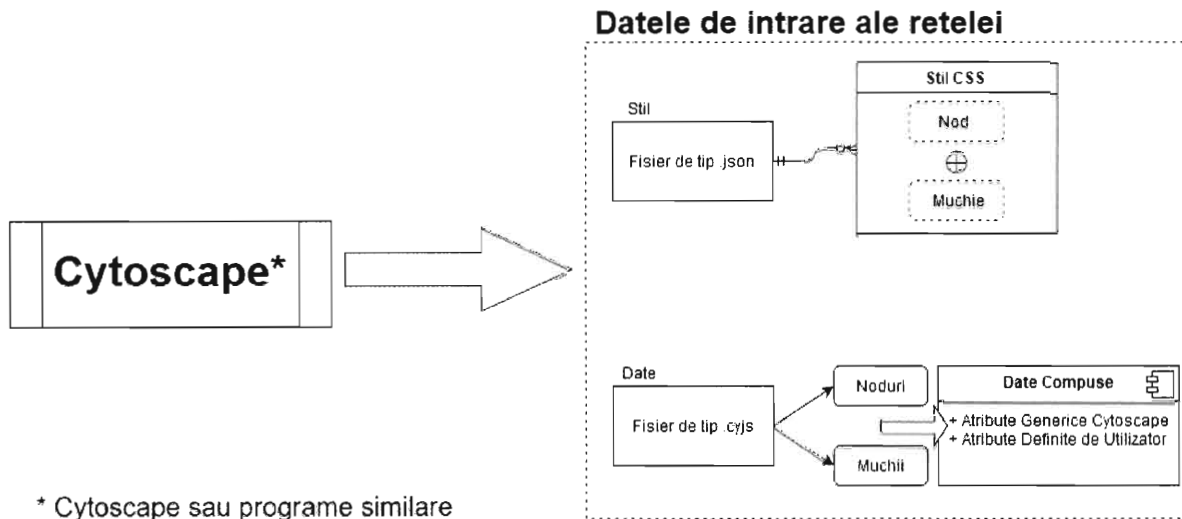 Datele de intrare ale retelei
Stil CSS
Stil
Nod
Fisier de tip .json
Muchie
Cytoscape*
Date
Noduri
Date Compuse
Fisier de tip .cyjs
+ Atribute Generice Cytoscape
+ Atribute Definite de Utilizator
Muchii
* Cytoscape sau programe similare